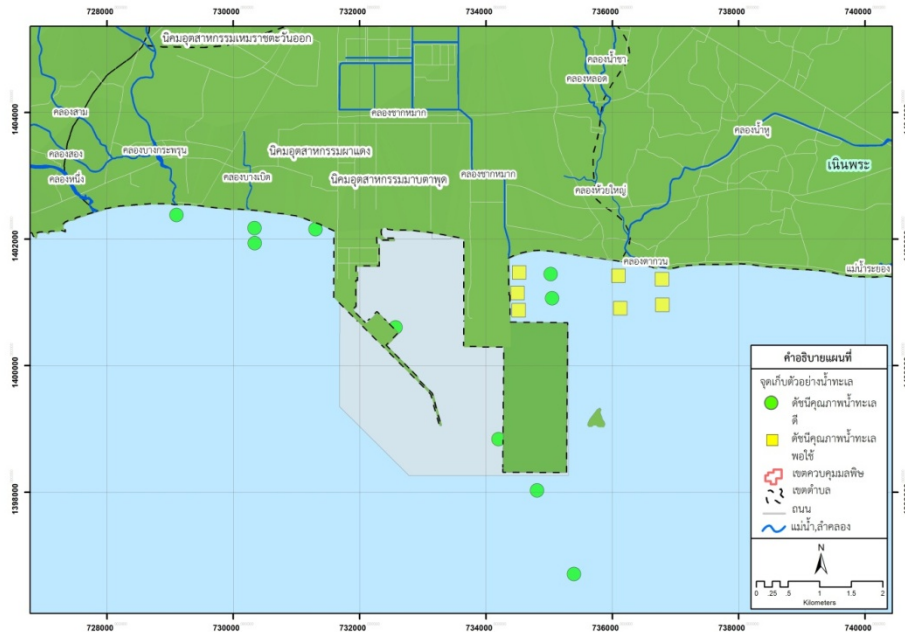 728000 730000 732000 734000 736000 738000 740000
นิคมอุตสาหกรรมเหมราชตะวันออก
คลองน้ำชา
คลองหลอด
1404000
คลองสาม
คลองชากหมาก
คลองน้ำหู
คลองสอง
คลองบางกระพรุน
นิคมอุตสาหกรรมผาแดง
เนินพระ
คลองหนึ่ง
คลองบางเบิด
นิคมอุตสาหกรรมมาบตาพุด
คลองชากหมาก
คลองห้วยใหญ่
1402000
คลองตากวน
แม่น้ำระยอง
1400000
1398000
คำอธิบายแผนที่
จุดเก็บตัวอย่างน้ำทะเล
ดัชนีคุณภาพน้ำทะเล
ดี
ดัชนีคุณภาพน้ำทะเล
พอใช้
เขตควบคุมมลพิษ
เขตตำบล
ถนน
แม่น้ำ,ลำคลอง
N
0 .25 .5 1 1.5 2
Kilometers
728000 730000 732000 734000 736000 738000 740000